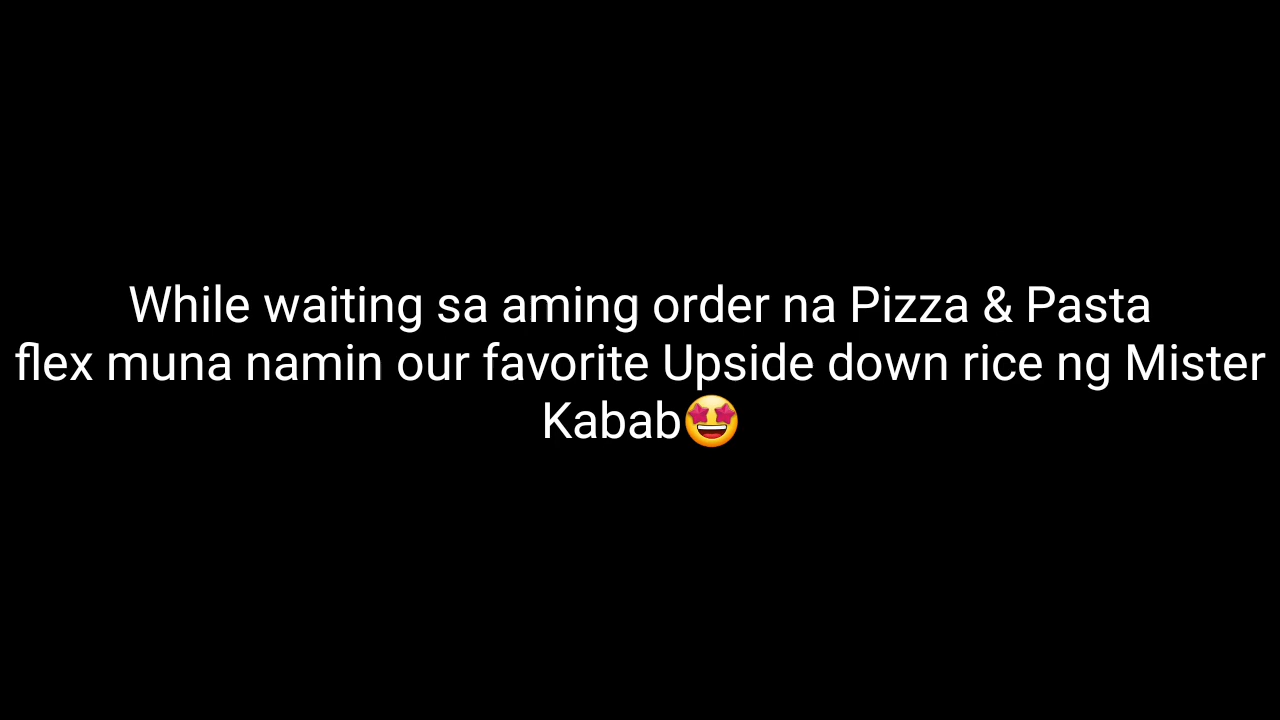 While waiting sa aming order na Pizza & Pasta
flex muna namin our favorite Upside down rice ng Mister
Kabab🤩